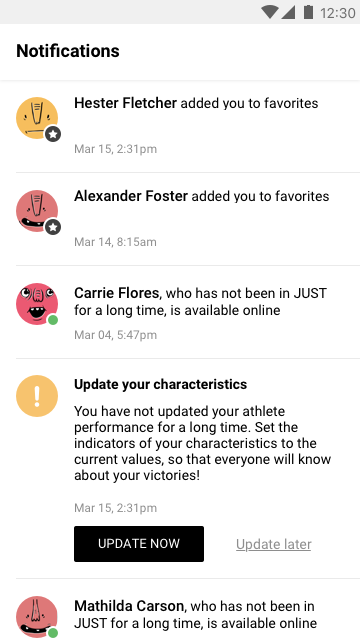 12:30
Notifications
Hester Fletcher added you to favorites
Mar 15, 2:31pm
Alexander Foster added you to favorites
Mar 14, 8:15am
Carrie Flores, who has not been in JUST
for a long time, is available online
Mar 04, 5:47pm
!
Update your characteristics
You have not updated your athlete
performance for a long time. Set the
indicators of your characteristics to the
current values, so that everyone will know
about your victories!
Mar 15, 2:31pm
UPDATE NOW
Update later
Mathilda Carson, who has not been in
JUST for a long time, is available online